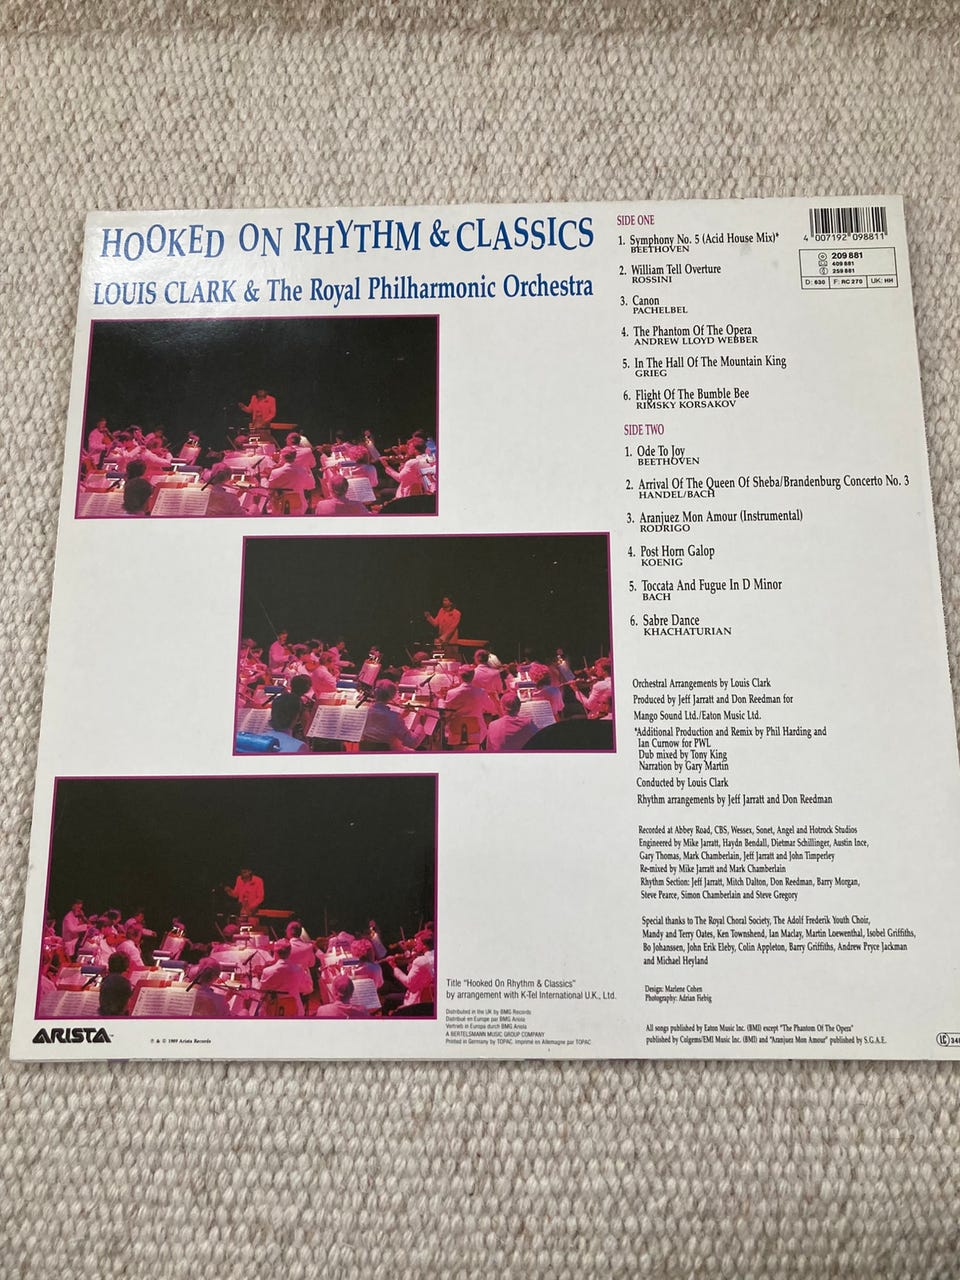 HOOKED ON RHYTHM & CLASSICS
LOUIS CLARK & The Royal Philharmonic Orchestra
SIDE ONE
1. Symphony No. 5 (Acid House Mix)*
BEETHOVEN
2. William Tell Overture
ROSSINI
3. Canon
PACHELBEL
4. The Phantom Of The Opera
ANDREW LLOYD WEBBER
5. In The Hall Of The Mountain King
GRIEG
6. Flight Of The Bumble Bee
RIMSKY KORSAKOV
SIDE TWO
1. Ode To Joy
BEETHOVEN
2. Arrival Of The Queen Of Sheba/Brandenburg Concerto No. 3
HANDEL/BACH
3. Aranjuez Mon Amour (Instrumental)
RODRIGO
4. Post Horn Galop
KOENIG
5. Toccata And Fugue In D Minor
BACH
6. Sabre Dance
KHACHATURIAN
4 007192 098811
209 881
409 881
259 881
D: 630 F: RC 270 UK: HH
Orchestral Arrangements by Louis Clark
Produced by Jeff Jarratt and Don Reedman for
Mango Sound Ltd./Eaton Music Ltd.
*Additional Production and Remix by Phil Harding and
Ian Curnow for PWL
Dub mixed by Tony King
Narration by Gary Martin
Conducted by Louis Clark
Rhythm arrangements by Jeff Jarratt and Don Reedman
Recorded at Abbey Road, CBS, Wessex, Sonet, Angel and Hotrock Studios
Engineered by Mike Jarratt, Haydn Bendall, Dietmar Schillinger, Austin Ince,
Gary Thomas, Mark Chamberlain, Jeff Jarratt and John Timperley
Re-mixed by Mike Jarratt and Mark Chamberlain
Rhythm Section: Jeff Jarratt, Mitch Dalton, Don Reedman, Barry Morgan,
Steve Pearce, Simon Chamberlain and Steve Gregory
Special thanks to The Royal Choral Society, The Adolf Frederik Youth Choir,
Mandy and Terry Oates, Ken Townshend, Ian Maclay, Martin Loewenthal, Isobel Griffiths,
Bo Johanssen, John Erik Eleby, Colin Appleton, Barry Griffiths, Andrew Pryce Jackman
and Michael Heyland
Design: Marlene Cohen
Photography: Adrian Fiebig
All songs published by Eaton Music Inc. (BMI) except "The Phantom Of The Opera"
published by Colgems/EMI Music Inc. (BMI) and "Aranjuez Mon Amour" published by S.G.A.E.
Title "Hooked On Rhythm & Classics"
by arrangement with K-Tel International U.K., Ltd.
Distributed in the UK by BMG Records
Distribué en Europe par BMG Ariola
Vertrieb in Europa durch BMG Ariola
A BERTELSMANN MUSIC GROUP COMPANY
Printed in Germany by TOPAC. imprimé en Allemagne par TOPAC
ARISTA™
℗ & © 1989 Arista Records
LC